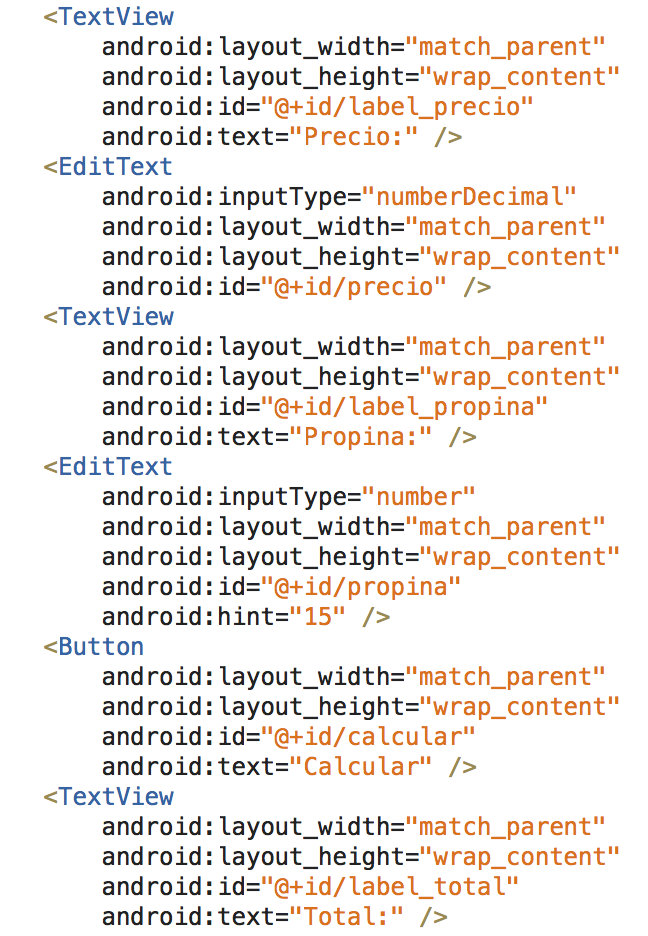 <TextView
android:layout_width="match_parent"
android:layout_height="wrap_content"
android:id="@+id/label_precio"
android:text="Precio:" />
<EditText
android:inputType="numberDecimal"
android:layout_width="match_parent"
android:layout_height="wrap_content"
android:id="@+id/precio" />
<TextView
android:layout_width="match_parent"
android:layout_height="wrap_content"
android:id="@+id/label_propina"
android:text="Propina:" />
<EditText
android:inputType="number"
android:layout_width="match_parent"
android:layout_height="wrap_content"
android:id="@+id/propina"
android:hint="15" />
<Button
android:layout_width="match_parent"
android:layout_height="wrap_content"
android:id="@+id/calcular"
android:text="Calcular" />
<TextView
android:layout_width="match_parent"
android:layout_height="wrap_content"
android:id="@+id/label_total"
android:text="Total:" />